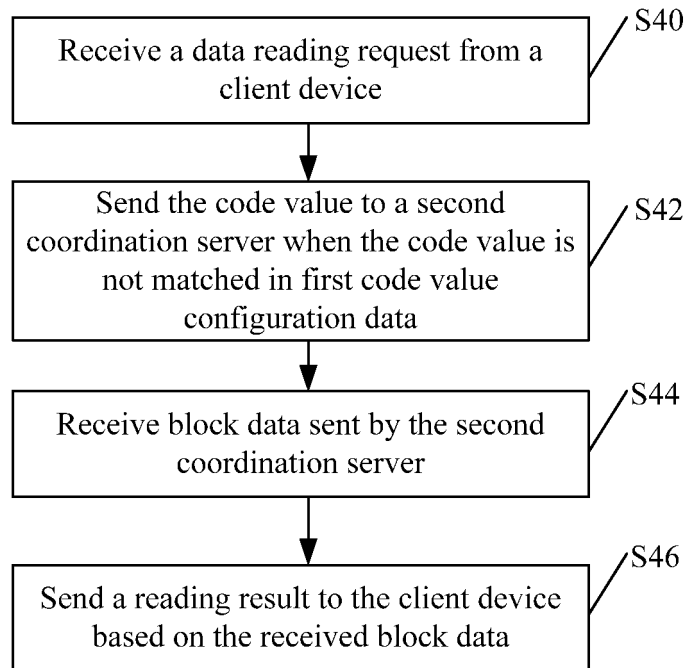 S40
Receive a data reading request from a
client device
S42
Send the code value to a second
coordination server when the code value is
not matched in first code value
configuration data
S44
Receive block data sent by the second
coordination server
S46
Send a reading result to the client device
based on the received block data